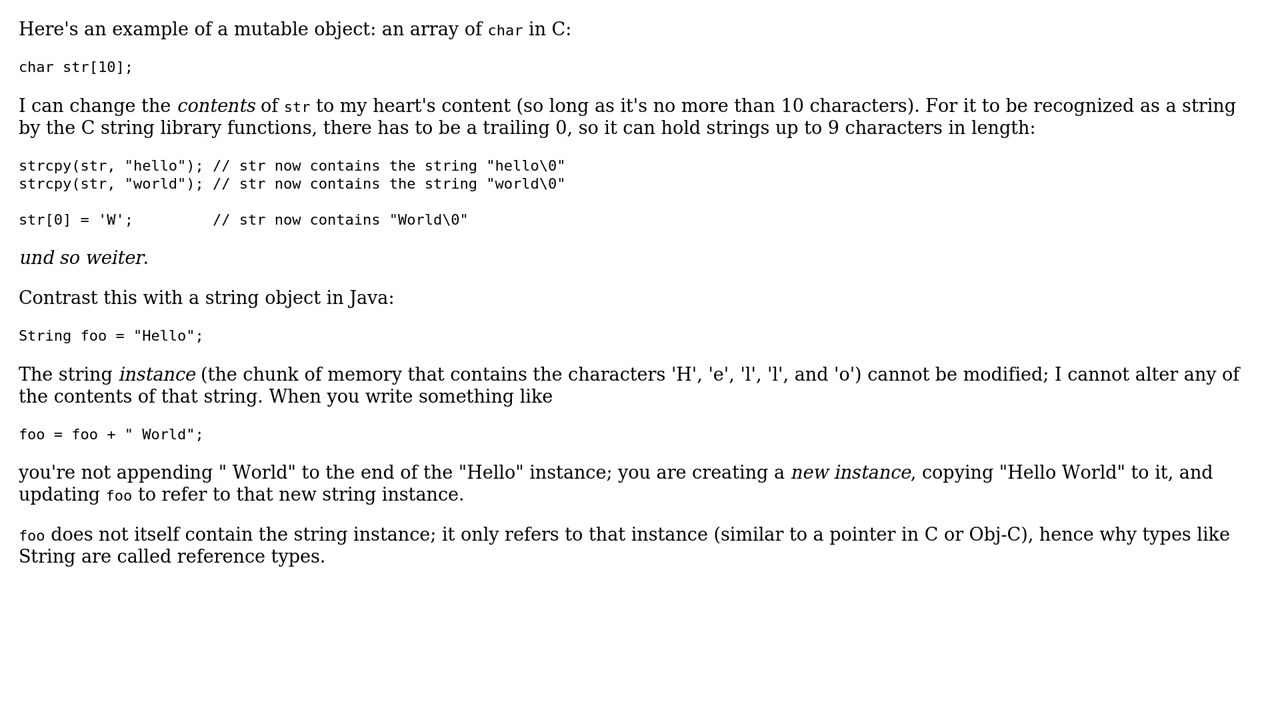 Here's an example of a mutable object: an array of char in C:
char str[10];
I can change the contents of str to my heart's content (so long as it's no more than 10 characters). For it to be recognized as a string
by the C string library functions, there has to be a trailing 0, so it can hold strings up to 9 characters in length:
strcpy(str, "hello"); // str now contains the string "hello\0"
strcpy(str, "world"); // str now contains the string "world\0"
str[0] = 'W';         // str now contains "World\0"
und so weiter.
Contrast this with a string object in Java:
String foo = "Hello";
The string instance (the chunk of memory that contains the characters 'H', 'e', 'l', 'l', and 'o') cannot be modified; I cannot alter any of
the contents of that string. When you write something like
foo = foo + " World";
you're not appending " World" to the end of the "Hello" instance; you are creating a new instance, copying "Hello World" to it, and
updating foo to refer to that new string instance.
foo does not itself contain the string instance; it only refers to that instance (similar to a pointer in C or Obj-C), hence why types like
String are called reference types.